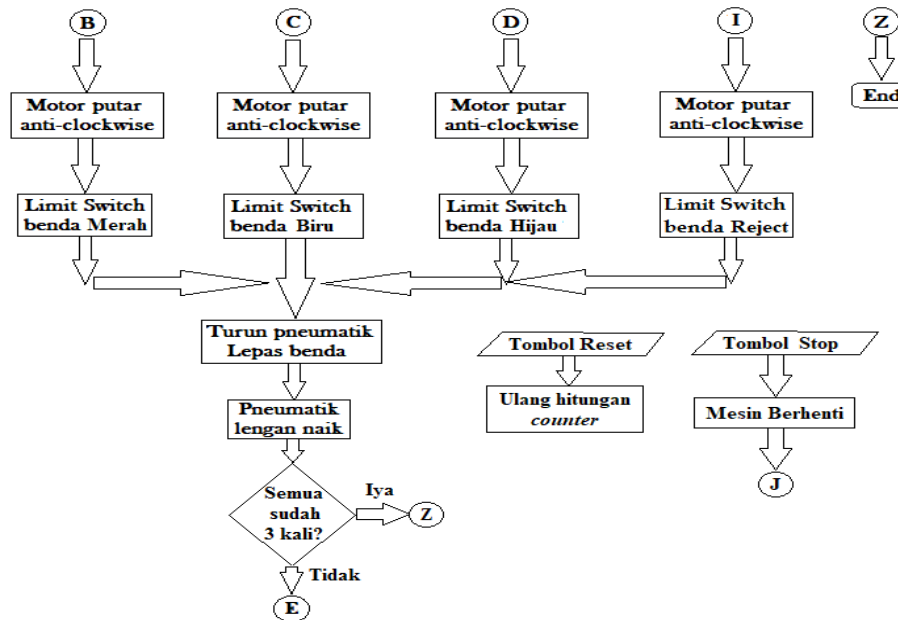 B
C
D
I
Z
Motor putar
anti-clockwise
Motor putar
anti-clockwise
Motor putar
anti-clockwise
Motor putar
anti-clockwise
End
Limit Switch
benda Merah
Limit Switch
benda Biru
Limit Switch
benda Hijau
Limit Switch
benda Reject
Turun pneumatik
Lepas benda
Tombol Reset
Tombol Stop
Pneumatik
lengan naik
Ulang hitungan
counter
Mesin Berhenti
J
Semua
sudah
3 kali?
Iya
Z
Tidak
E